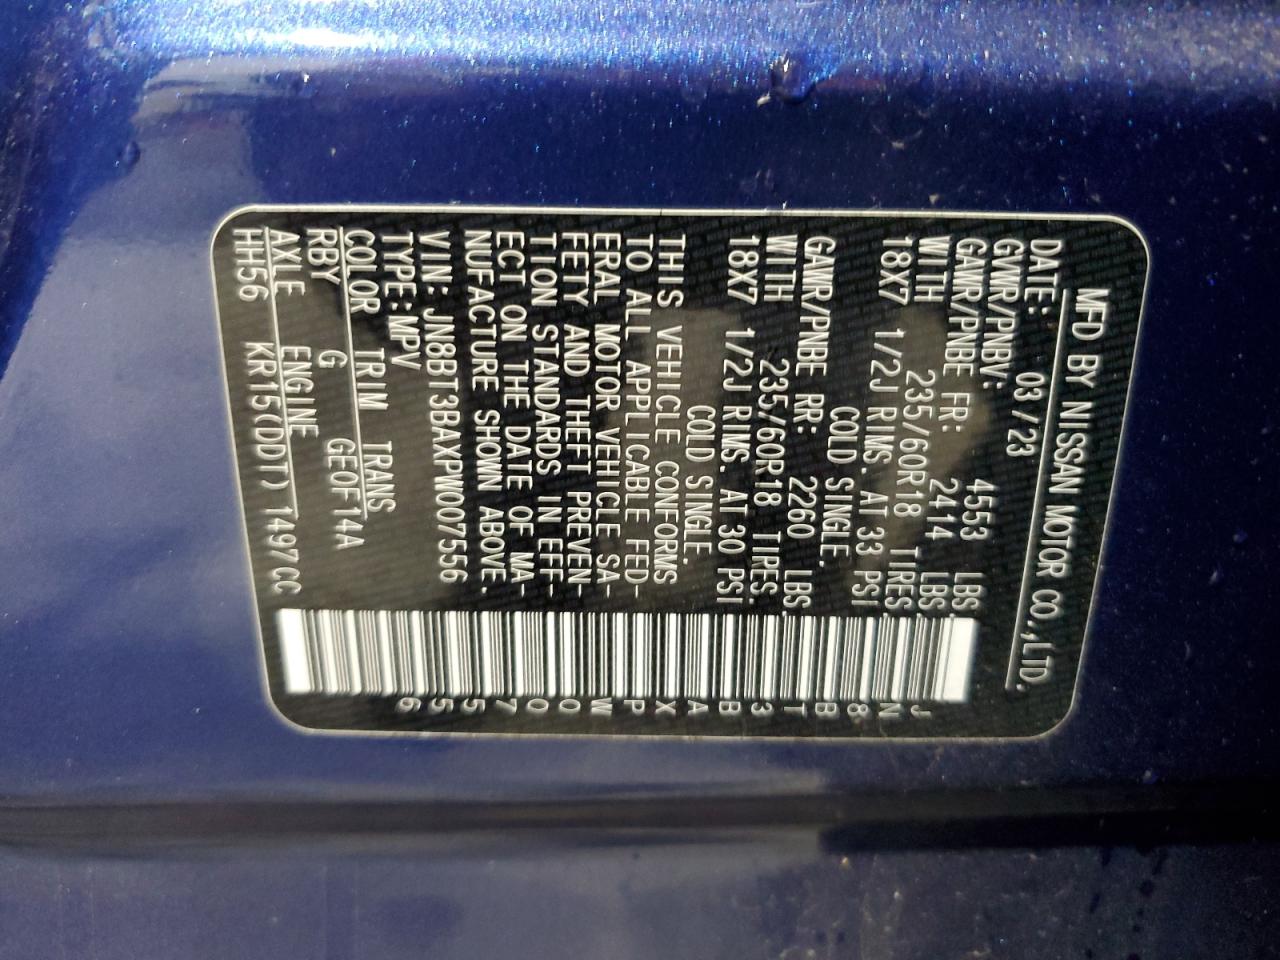 MFD BY NISSAN MOTOR CO.,LTD.
DATE: 03/23
GVWR/PNBV: 4553 LBS
GAWR/PNBE FR: 2414 LBS.
WITH 235/60R18 TIRES.
18X7 1/2J RIMS. AT 33 PSI
COLD SINGLE.
GAWR/PNBE RR: 2260 LBS.
WITH 235/60R18 TIRES.
18X7 1/2J RIMS. AT 30 PSI
COLD SINGLE.
THIS VEHICLE CONFORMS
TO ALL APPLICABLE FED-
ERAL MOTOR VEHICLE SA-
FETY AND THEFT PREVEN-
TION STANDARDS IN EFF-
ECT ON THE DATE OF MA-
NUFACTURE SHOWN ABOVE.
VIN: JN8BT3BAXPW007556
TYPE: MPV
COLOR TRIM TRANS
RBY G GEOF14A
AXLE ENGINE
HH56 KR15(DDT) 1497CC
JN8BT3BAXPW007556